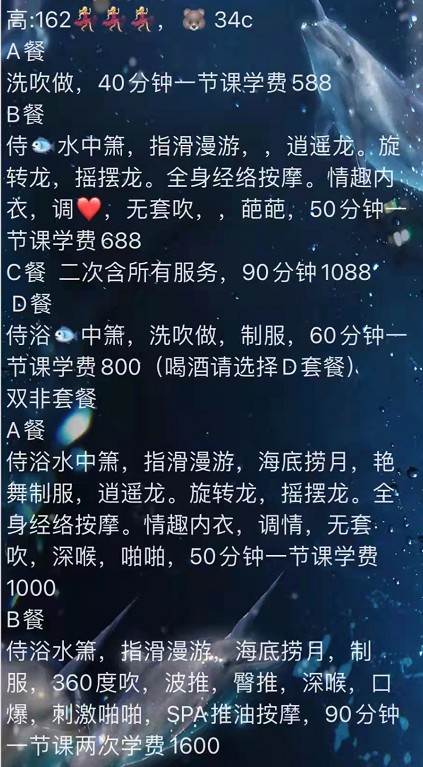 高:162💃💃💃，🐻 34c
A餐
洗吹做，40分钟一节课学费588
B餐
侍🐟水中箫，指滑漫游，，逍遥龙。旋
转龙，摇摆龙。全身经络按摩。情趣内
衣，调❤️，无套吹，，葩葩，50分钟一
节课学费688
C餐 二次含所有服务，90分钟1088
D餐
侍浴🐟中箫，洗吹做，制服，60分钟一
节课学费800（喝酒请选择D套餐）
双非套餐
A餐
侍浴水中箫，指滑漫游，海底捞月，艳
舞制服，逍遥龙。旋转龙，摇摆龙。全
身经络按摩。情趣内衣，调情，无套
吹，深喉，啪啪，50分钟一节课学费
1000
B餐
侍浴水箫，指滑漫游，海底捞月，制
服，360度吹，波推，臀推，深喉，口
爆，刺激啪啪，SPA推油按摩，90分钟
一节课两次学费1600